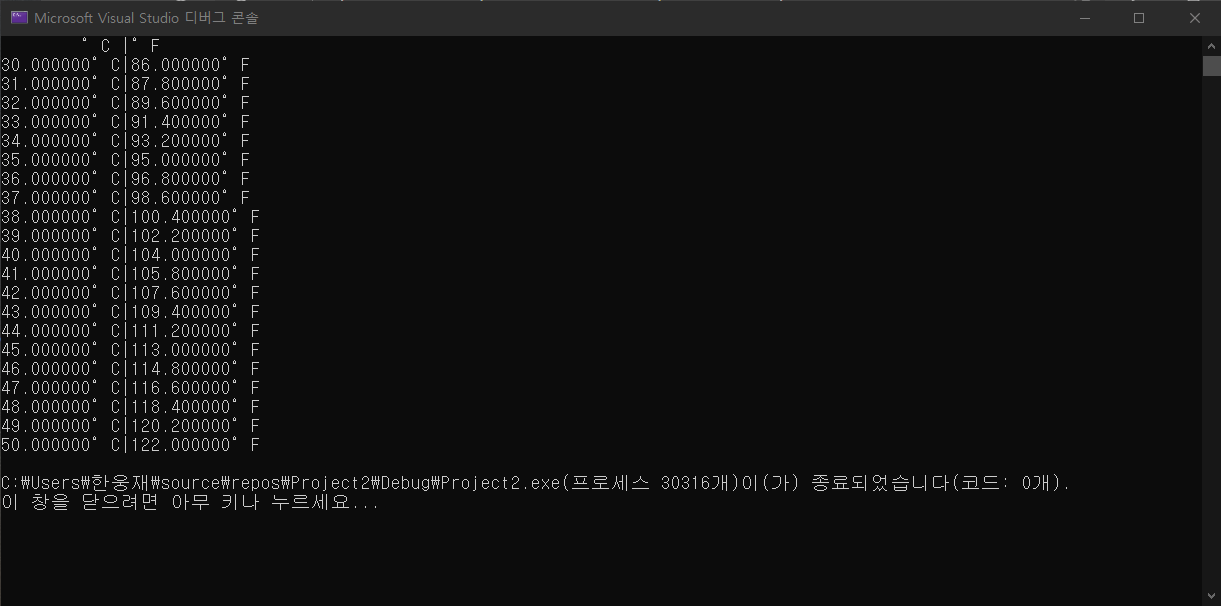 Microsoft Visual Studio 디버그 콘솔
° C |° F
30.000000° C|86.000000° F
31.000000° C|87.800000° F
32.000000° C|89.600000° F
33.000000° C|91.400000° F
34.000000° C|93.200000° F
35.000000° C|95.000000° F
36.000000° C|96.800000° F
37.000000° C|98.600000° F
38.000000° C|100.400000° F
39.000000° C|102.200000° F
40.000000° C|104.000000° F
41.000000° C|105.800000° F
42.000000° C|107.600000° F
43.000000° C|109.400000° F
44.000000° C|111.200000° F
45.000000° C|113.000000° F
46.000000° C|114.800000° F
47.000000° C|116.600000° F
48.000000° C|118.400000° F
49.000000° C|120.200000° F
50.000000° C|122.000000° F
C:₩Users₩한웅재₩source₩repos₩Project2₩Debug₩Project2.exe(프로세스 30316개)이(가) 종료되었습니다(코드: 0개).
이 창을 닫으려면 아무 키나 누르세요...